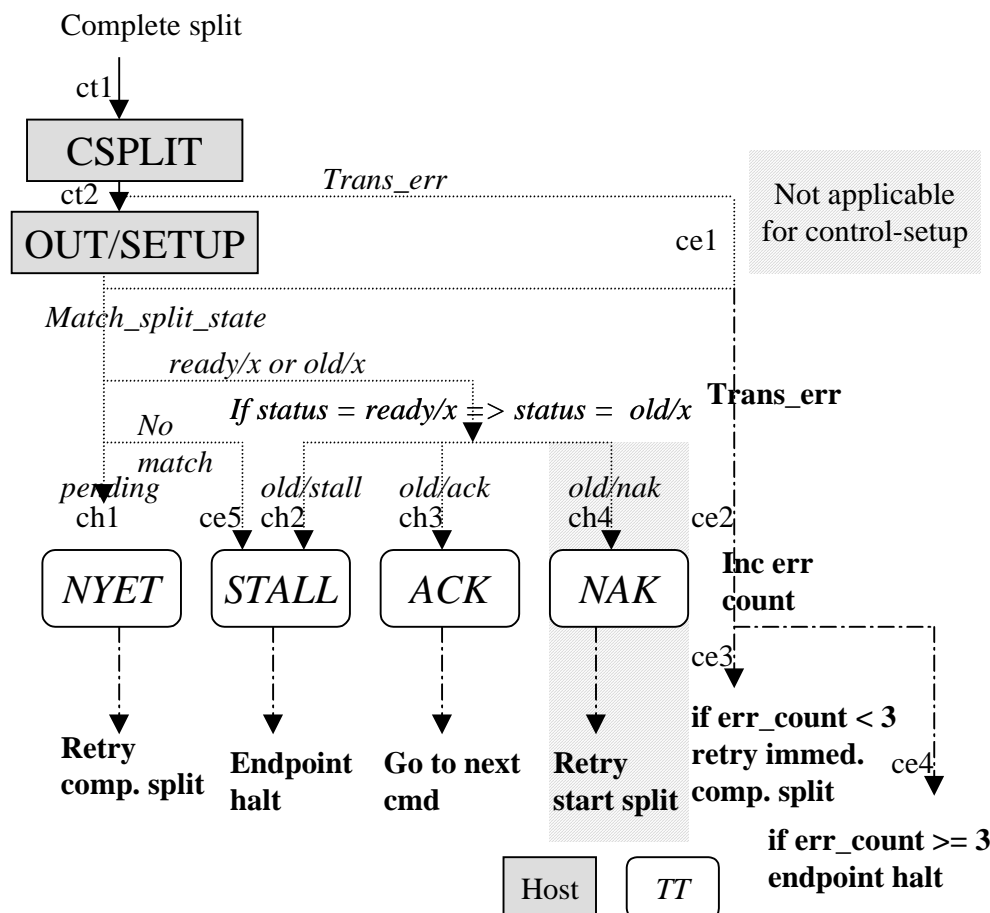 Complete split
ct1
CSPLIT
ct2
Trans_err
OUT/SETUP
ce1
Not applicable
for control-setup
Match_split_state
ready/x or old/x
Trans_err
If status = ready/x => status = old/x
No
match
pending
old/stall
old/ack
old/nak
ch1
ce5
ch2
ch3
ch4
ce2
NYET
STALL
ACK
NAK
Inc err
count
ce3
Retry
comp. split
Endpoint
halt
Go to next
cmd
Retry
start split
if err_count < 3
retry immed.
comp. split
ce4
if err_count >= 3
endpoint halt
Host
TT